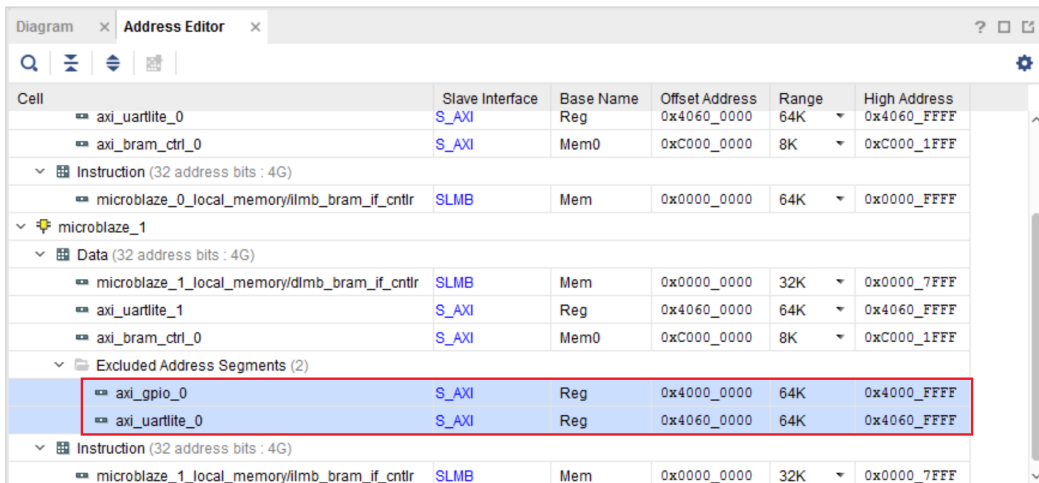 Diagram × Address Editor × ?
Cell Slave Interface Base Name Offset Address Range High Address
axi_uartlite_0 S_AXI Reg 0x4060_0000 64K 0x4060_FFFF
axi_bram_ctrl_0 S_AXI Mem0 0xC000_0000 8K 0xC000_1FFF
Instruction (32 address bits : 4G)
microblaze_0_local_memory/ilmb_bram_if_cntlr SLMB Mem 0x0000_0000 64K 0x0000_FFFF
microblaze_1
Data (32 address bits : 4G)
microblaze_1_local_memory/dlmb_bram_if_cntlr SLMB Mem 0x0000_0000 32K 0x0000_7FFF
axi_uartlite_1 S_AXI Reg 0x4060_0000 64K 0x4060_FFFF
axi_bram_ctrl_0 S_AXI Mem0 0xC000_0000 8K 0xC000_1FFF
Excluded Address Segments (2)
axi_gpio_0 S_AXI Reg 0x4000_0000 64K 0x4000_FFFF
axi_uartlite_0 S_AXI Reg 0x4060_0000 64K 0x4060_FFFF
Instruction (32 address bits : 4G)
microblaze_1_local_memory/ilmb_bram_if_cntlr SLMB Mem 0x0000_0000 32K 0x0000_7FFF